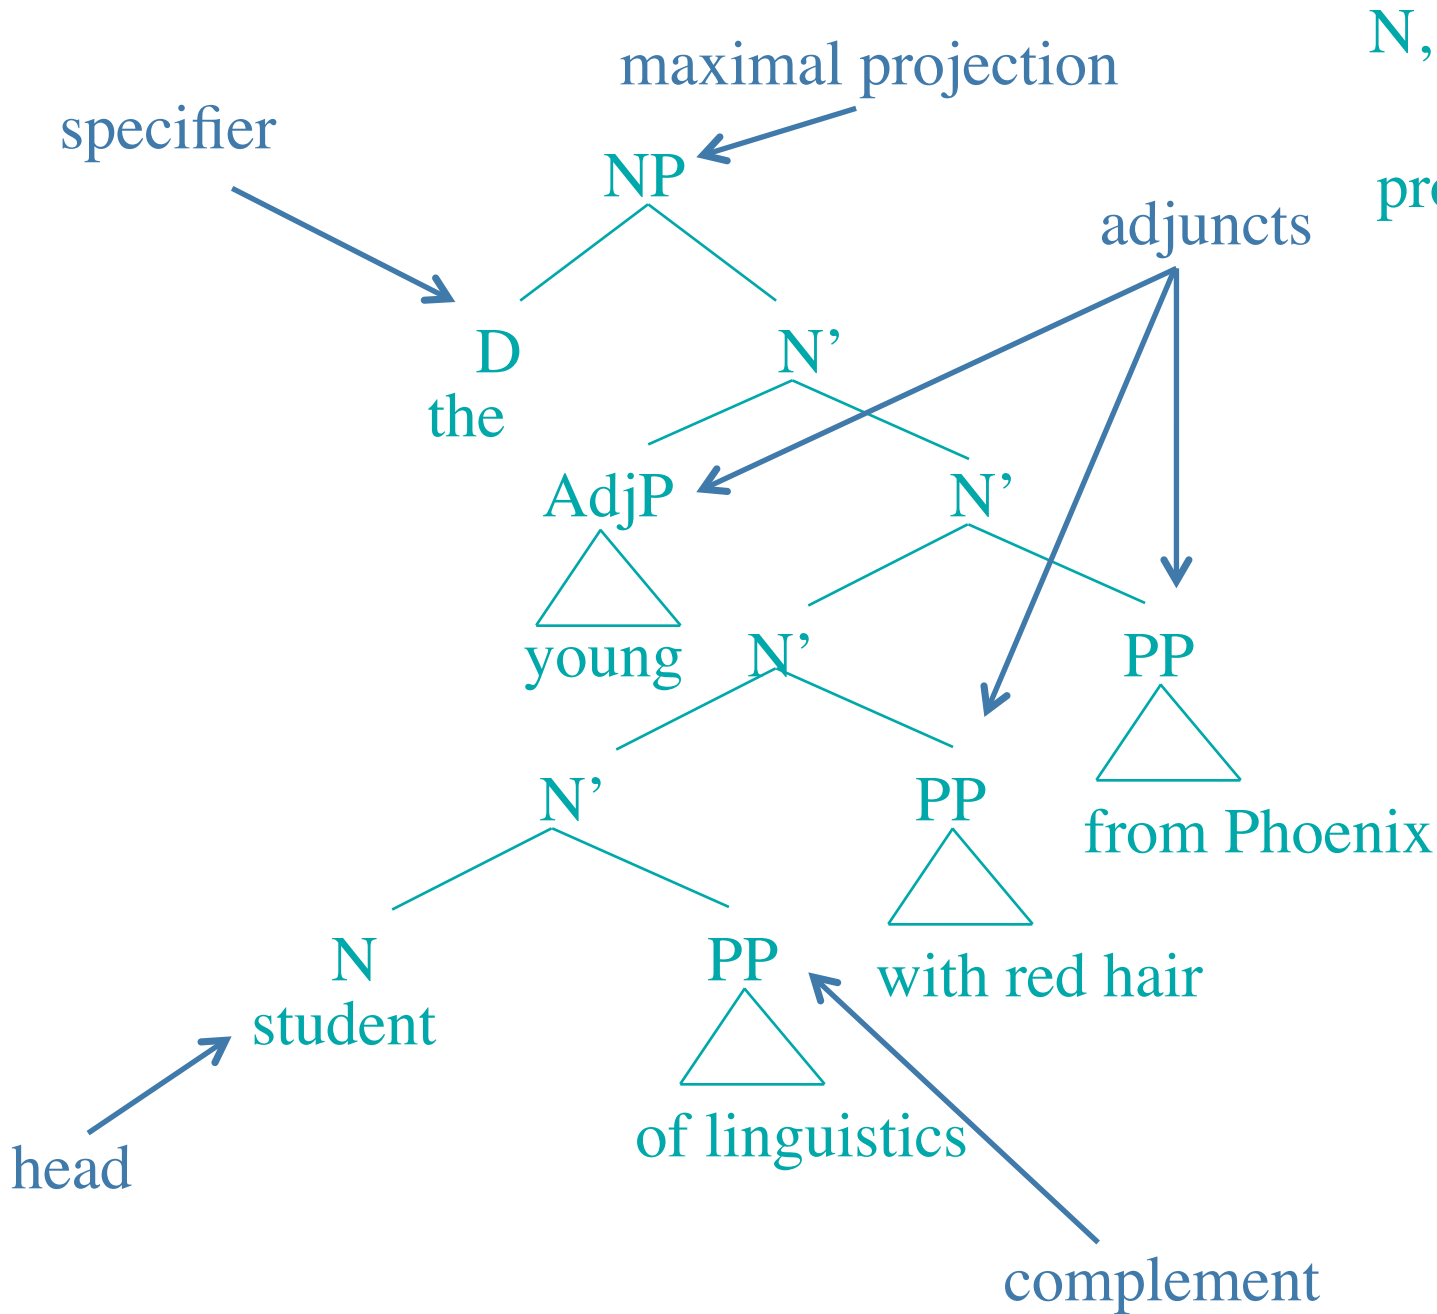 N,
maximal projection
specifier
NP
adjuncts
D
N’
the
AdjP
N’
young
N’
PP
N’
PP
from Phoenix
N
PP
with red hair
student
of linguistics
head
complement